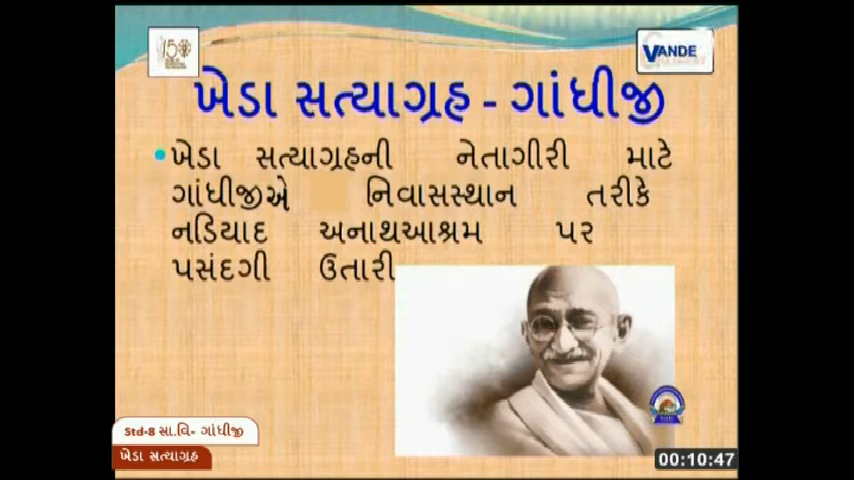 150
VANDE
ખેડા સત્યાગ્રહ - ગાંધીજી
ખેડા સત્યાગ્રહની નેતાગીરી માટે
ગાંધીજીએ નિવાસસ્થાન તરીકે
નડિયાદ અનાથઆશ્રમ પર
પસંદગી ઉતારી
Std-8 સા.વિ- ગાંધીજી
ખેડા સત્યાગ્રહ
00:10:47